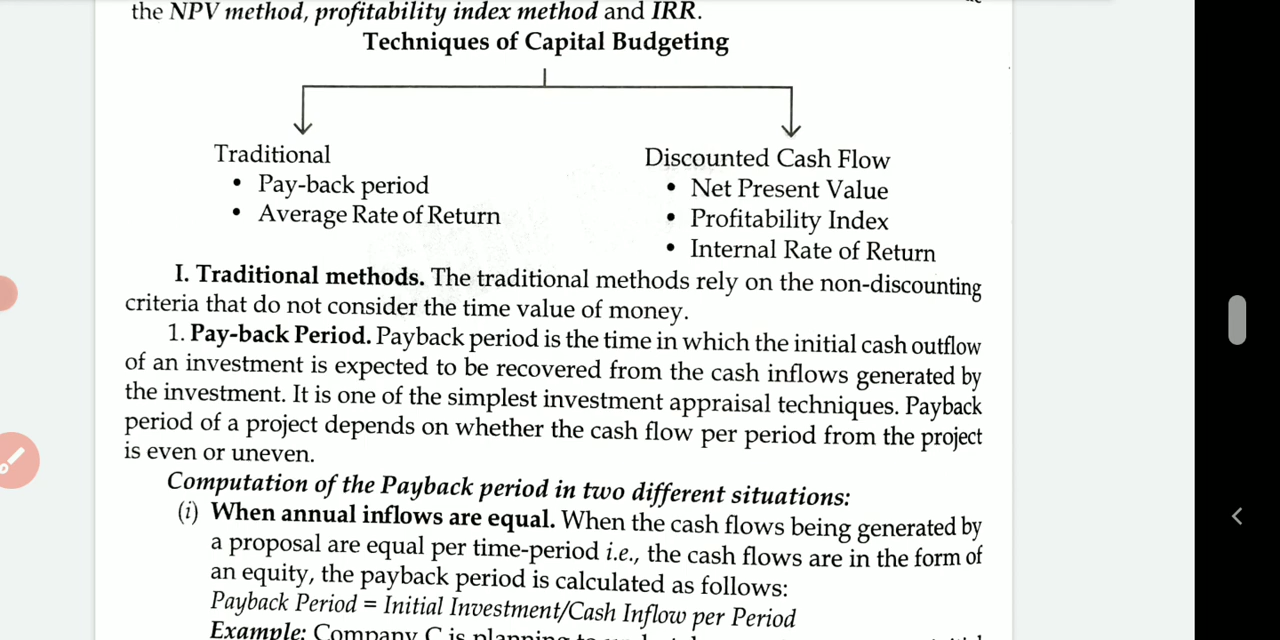 the NPV method, profitability index method and IRR.
Techniques of Capital Budgeting
Traditional
• Pay-back period
• Average Rate of Return
Discounted Cash Flow
• Net Present Value
• Profitability Index
• Internal Rate of Return
I. Traditional methods. The traditional methods rely on the non-discounting
criteria that do not consider the time value of money.
1. Pay-back Period. Payback period is the time in which the initial cash outflow
of an investment is expected to be recovered from the cash inflows generated by
the investment. It is one of the simplest investment appraisal techniques. Payback
period of a project depends on whether the cash flow per period from the project
is even or uneven.
Computation of the Payback period in two different situations:
(i) When annual inflows are equal. When the cash flows being generated by
a proposal are equal per time-period i.e., the cash flows are in the form of
an equity, the payback period is calculated as follows:
Payback Period = Initial Investment/Cash Inflow per Period
Example: Company C is planning to